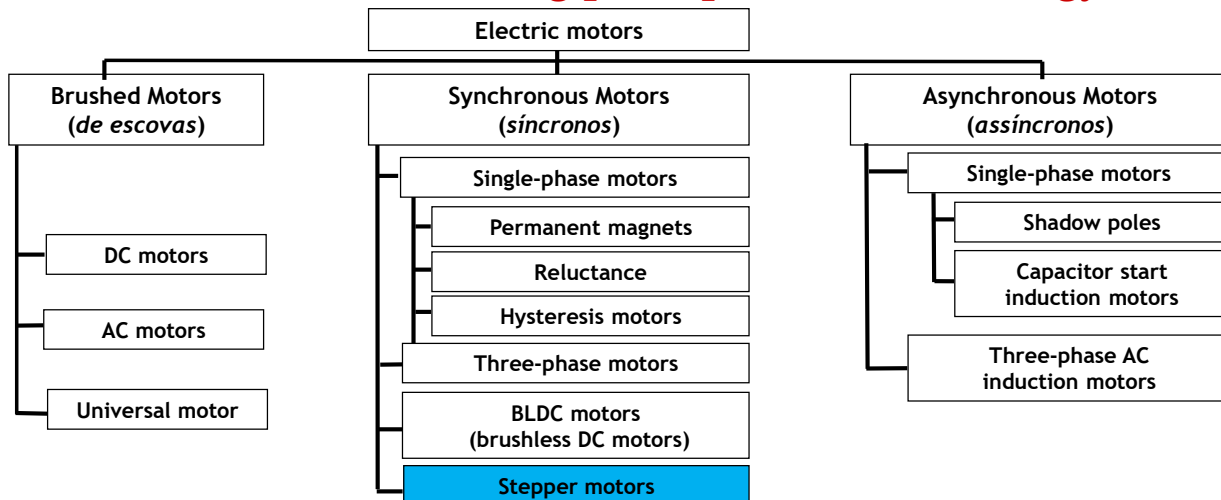 Electric motors
Brushed Motors
(de escovas)
DC motors
AC motors
Universal motor
Synchronous Motors
(síncronos)
Single-phase motors
Permanent magnets
Reluctance
Hysteresis motors
Three-phase motors
BLDC motors
(brushless DC motors)
Stepper motors
Asynchronous Motors
(assíncronos)
Single-phase motors
Shadow poles
Capacitor start
induction motors
Three-phase AC
induction motors